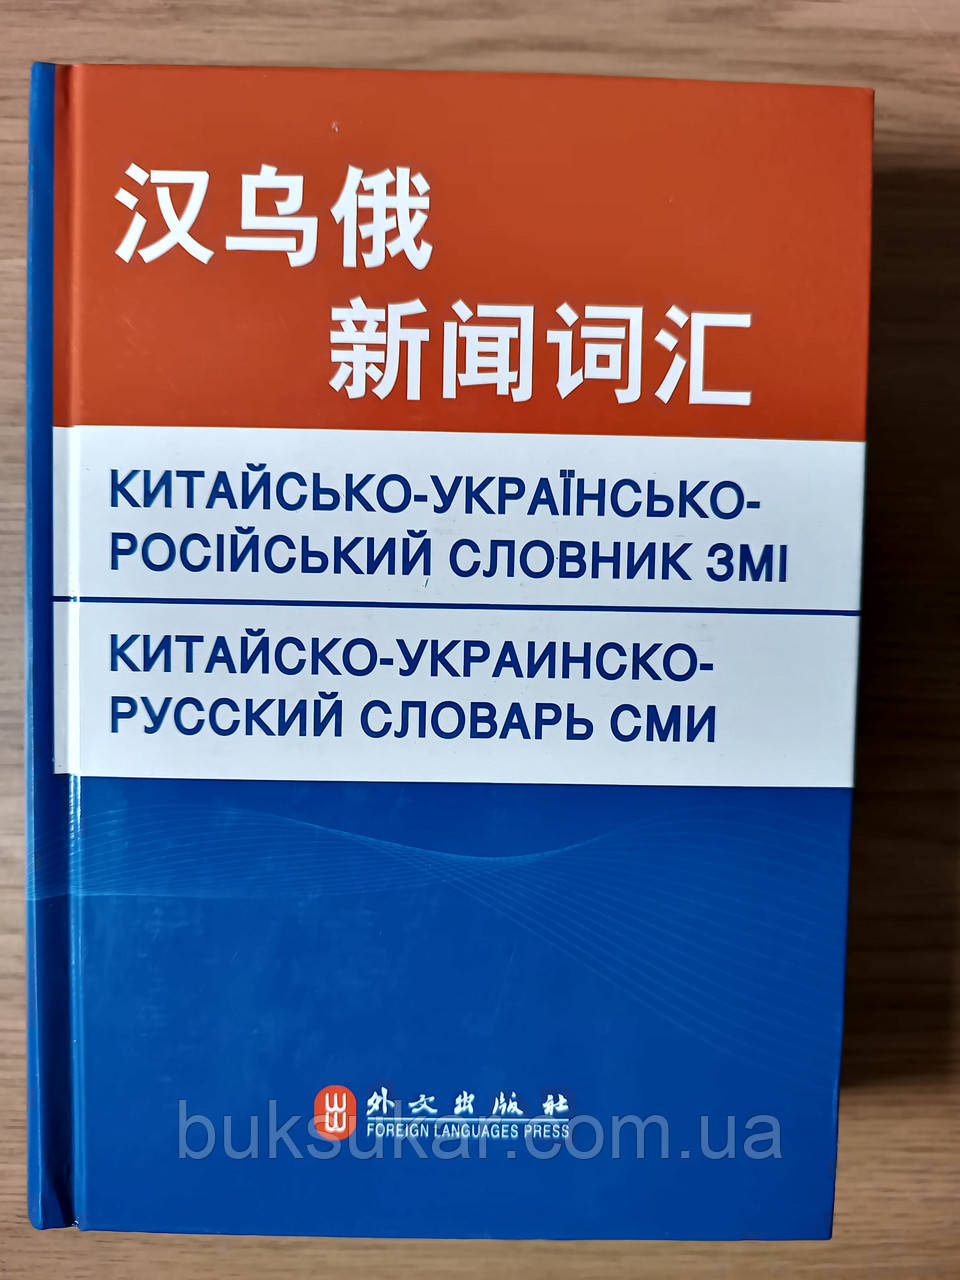 汉乌俄
新闻词汇
КИТАЙСЬКО-УКРАЇНСЬКО-
РОСІЙСЬКИЙ СЛОВНИК ЗМІ
КИТАЙСКО-УКРАИНСКО-
РУССКИЙ СЛОВАРЬ СМИ
外文出版社
FOREIGN LANGUAGES PRESS
buksukar.com.ua